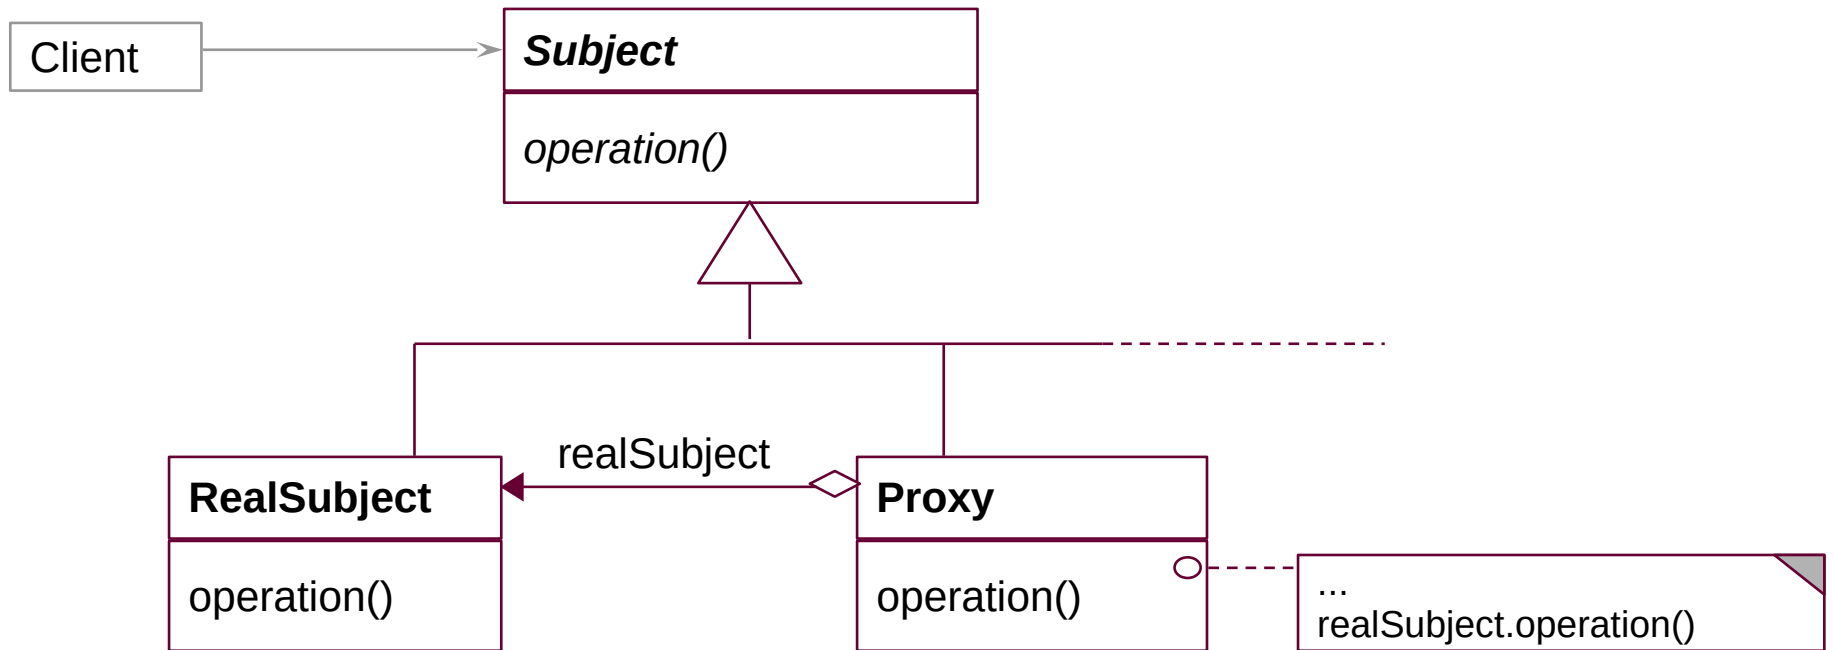 Client
Subject
operation()
realSubject
RealSubject
Proxy
operation()
operation()
...
realSubject.operation()